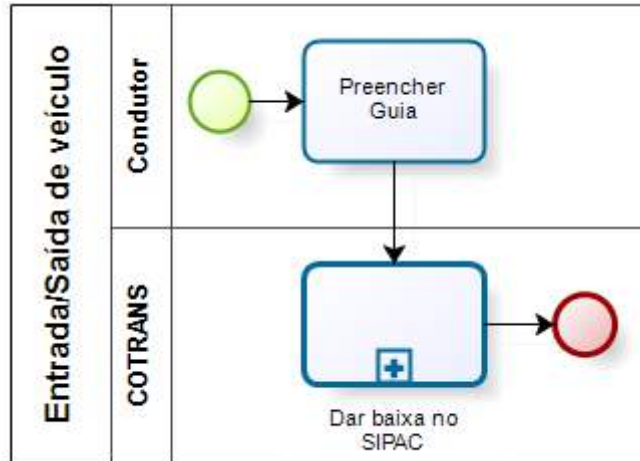 Entrada/Saída de veículo
Condutor
Preencher
Guia
COTRANS
Dar baixa no
SIPAC